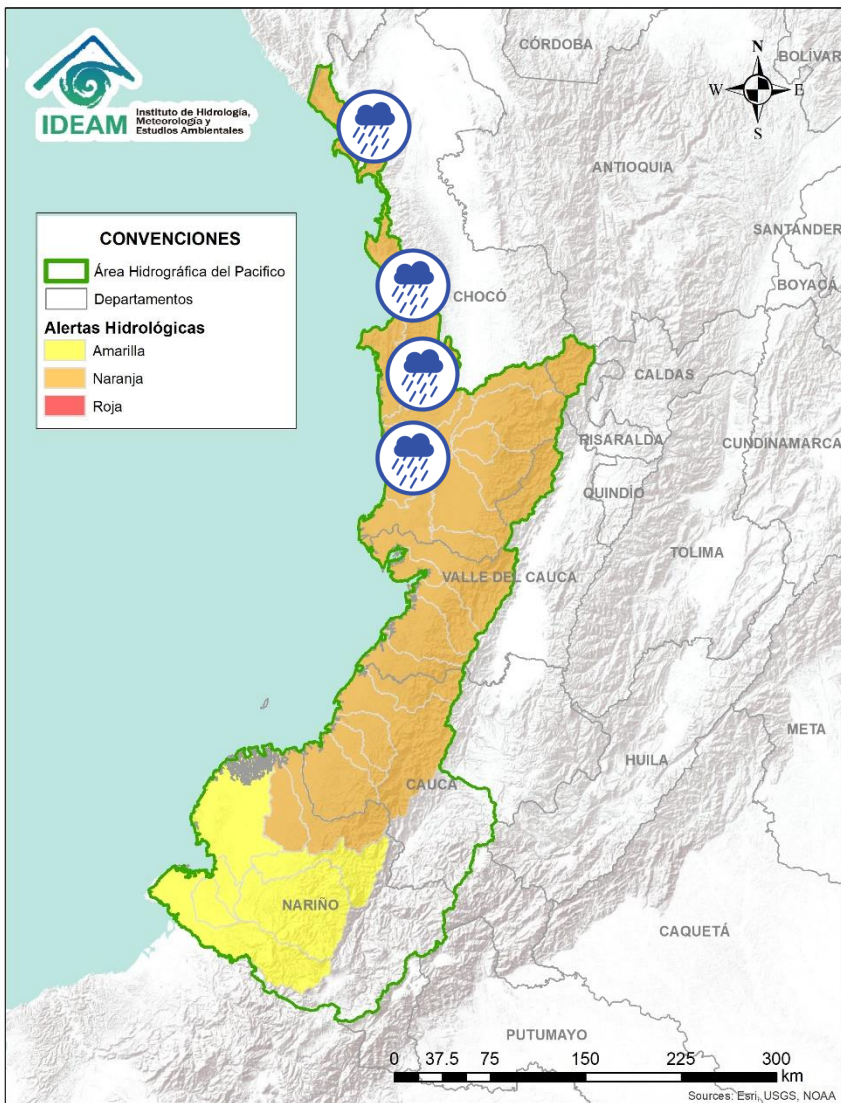 IDEAM
Instituto de Hidrología,
Meteorología y
Estudios Ambientales
CÓRDOBA
BOLÍVAR
N
W
E
S
ANTIOQUIA
SANTANDER
BOYACÁ
CONVENCIONES
Área Hidrográfica del Pacifico
Departamentos
Alertas Hidrológicas
Amarilla
Naranja
Roja
CHOCÓ
CALDAS
RISARALDA
CUNDINAMARCA
QUINDÍO
TOLIMA
VALLE DEL CAUCA
META
HUILA
CAUCA
NARIÑO
CAQUETÁ
PUTUMAYO
0 37.5 75 150 225 300
km
Sources: Esri, USGS, NOAA